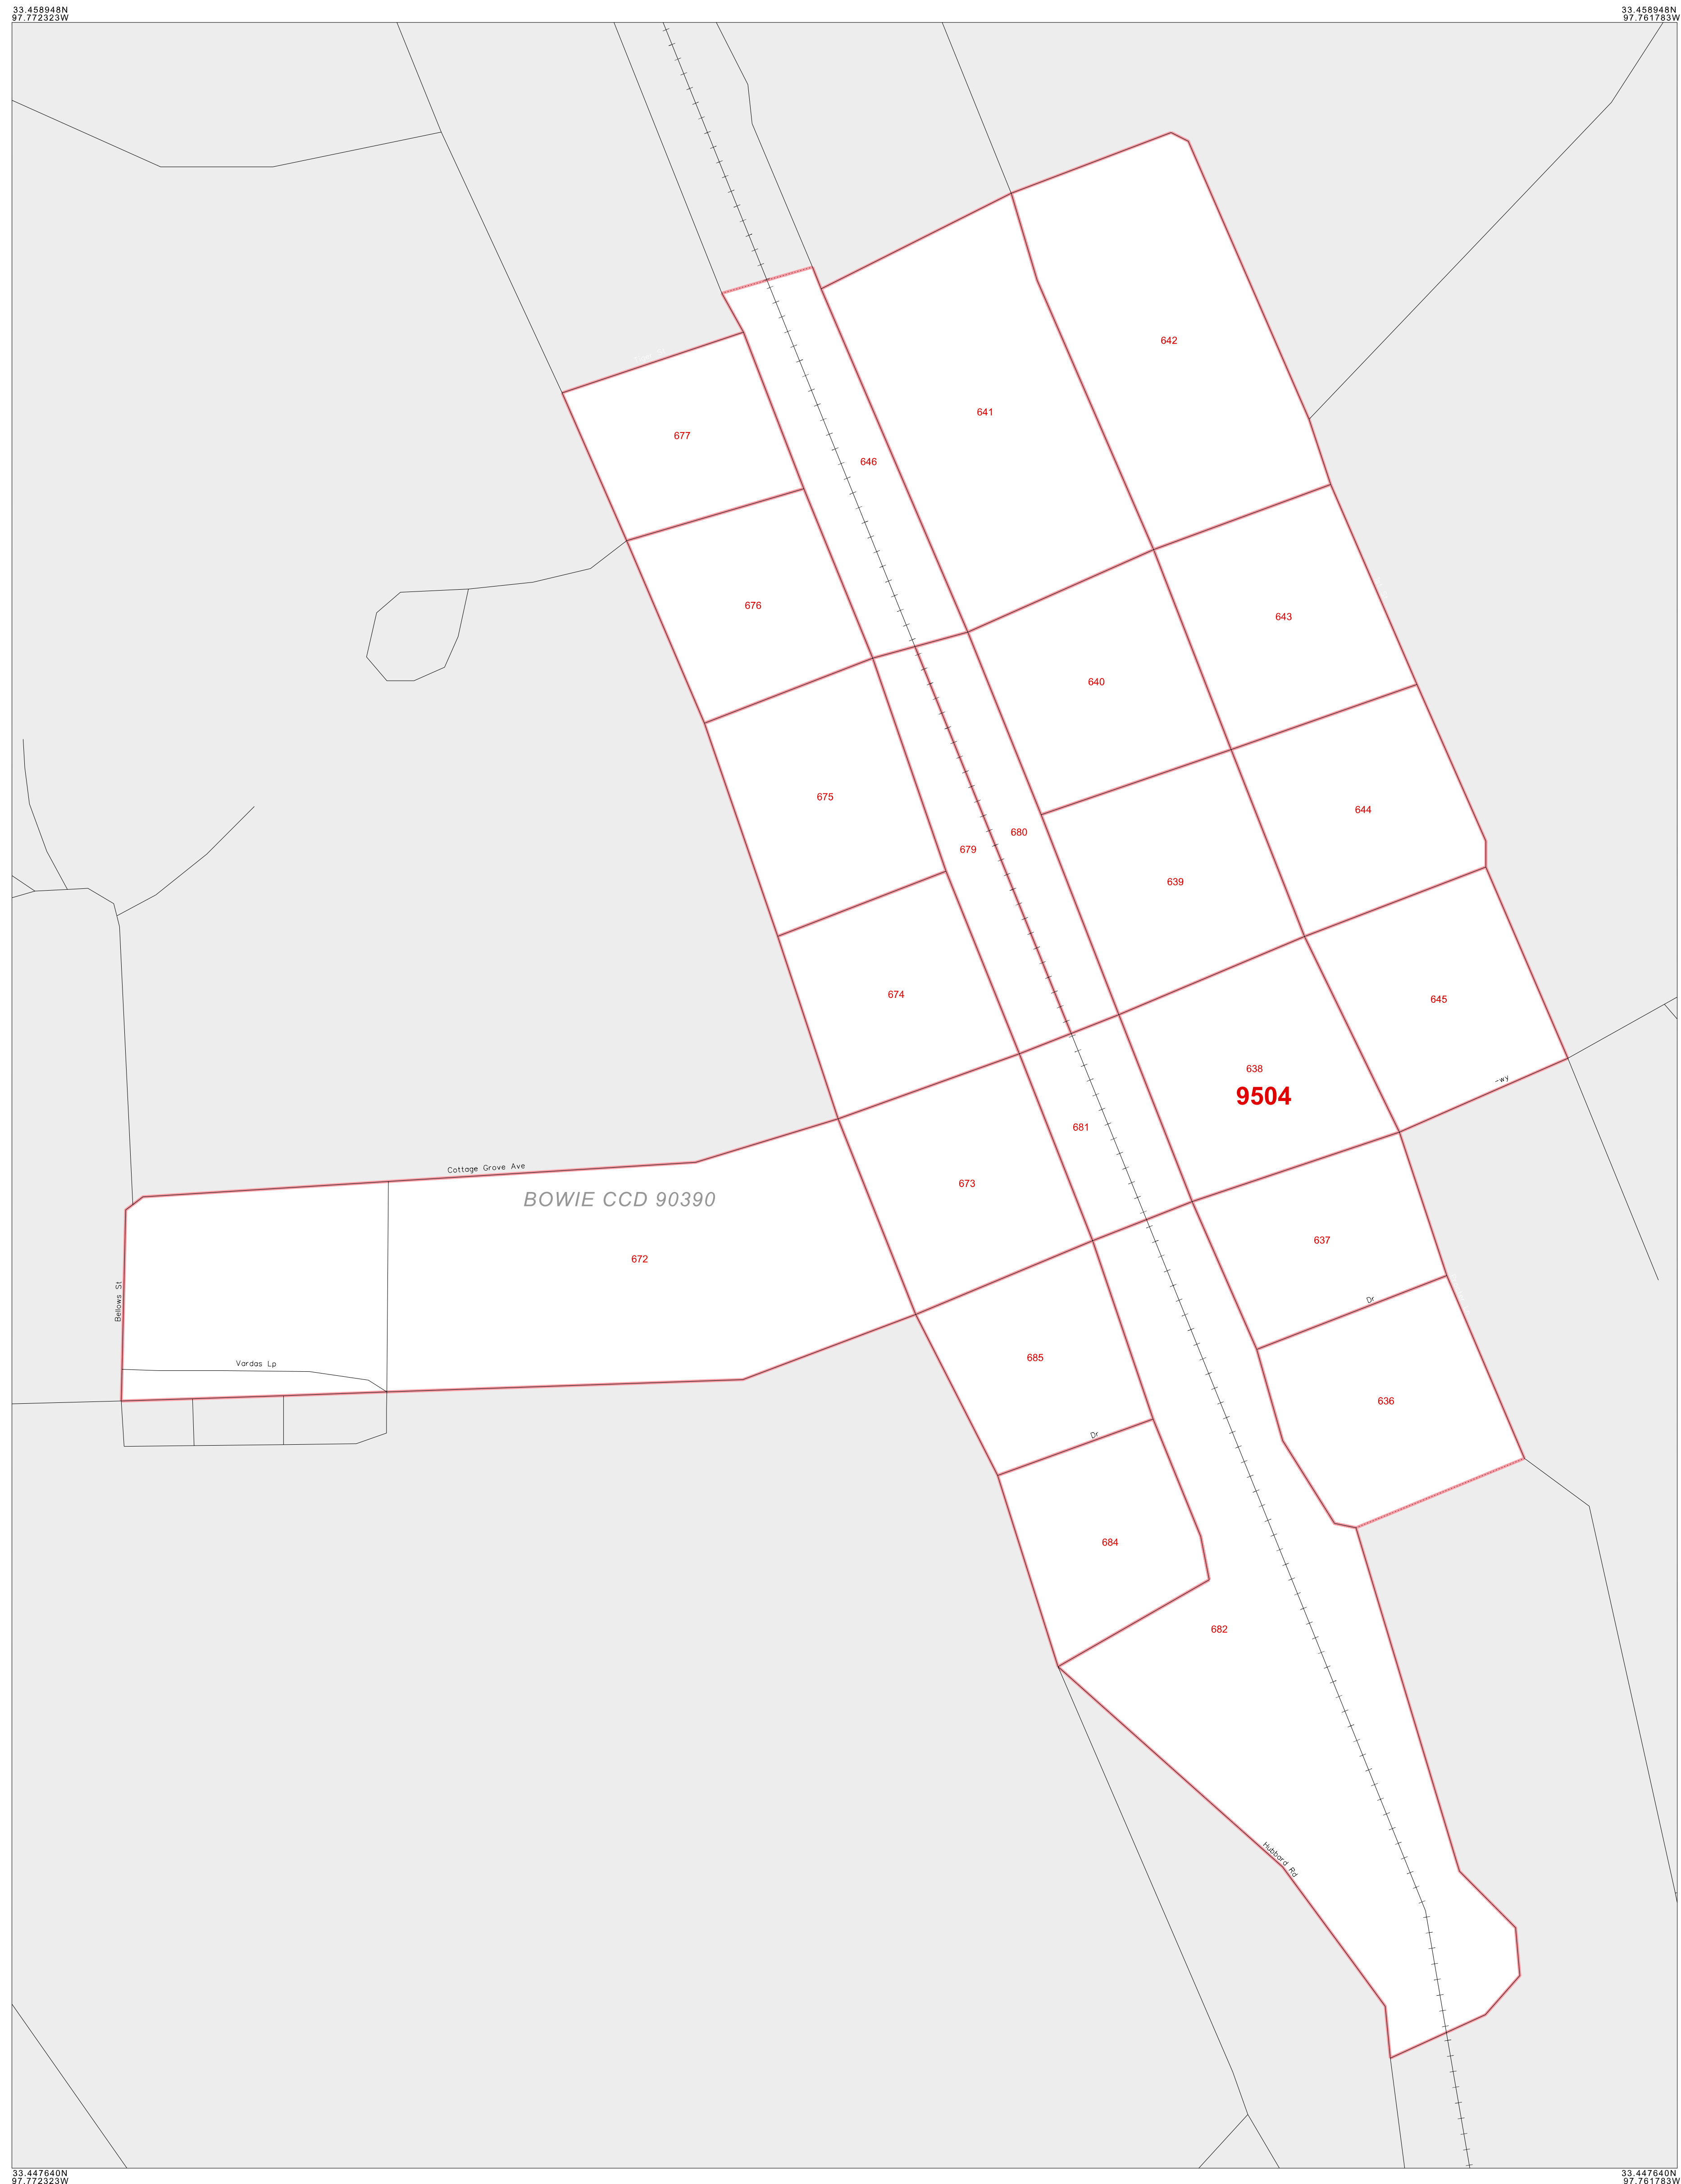 33.458948N
97.772323W
33.458948N
97.761783W
642
641
677
646
676
643
640
675
644
680
679
639
674
645
638
-wy
9504
681
Cottage Grove Ave
673
BOWIE CCD 90390
637
672
Bellows St
Dr
685
Vardas Lp
636
Dr
684
682
Hubbard Rd
33.447640N
97.772323W
33.447640N
97.761783W